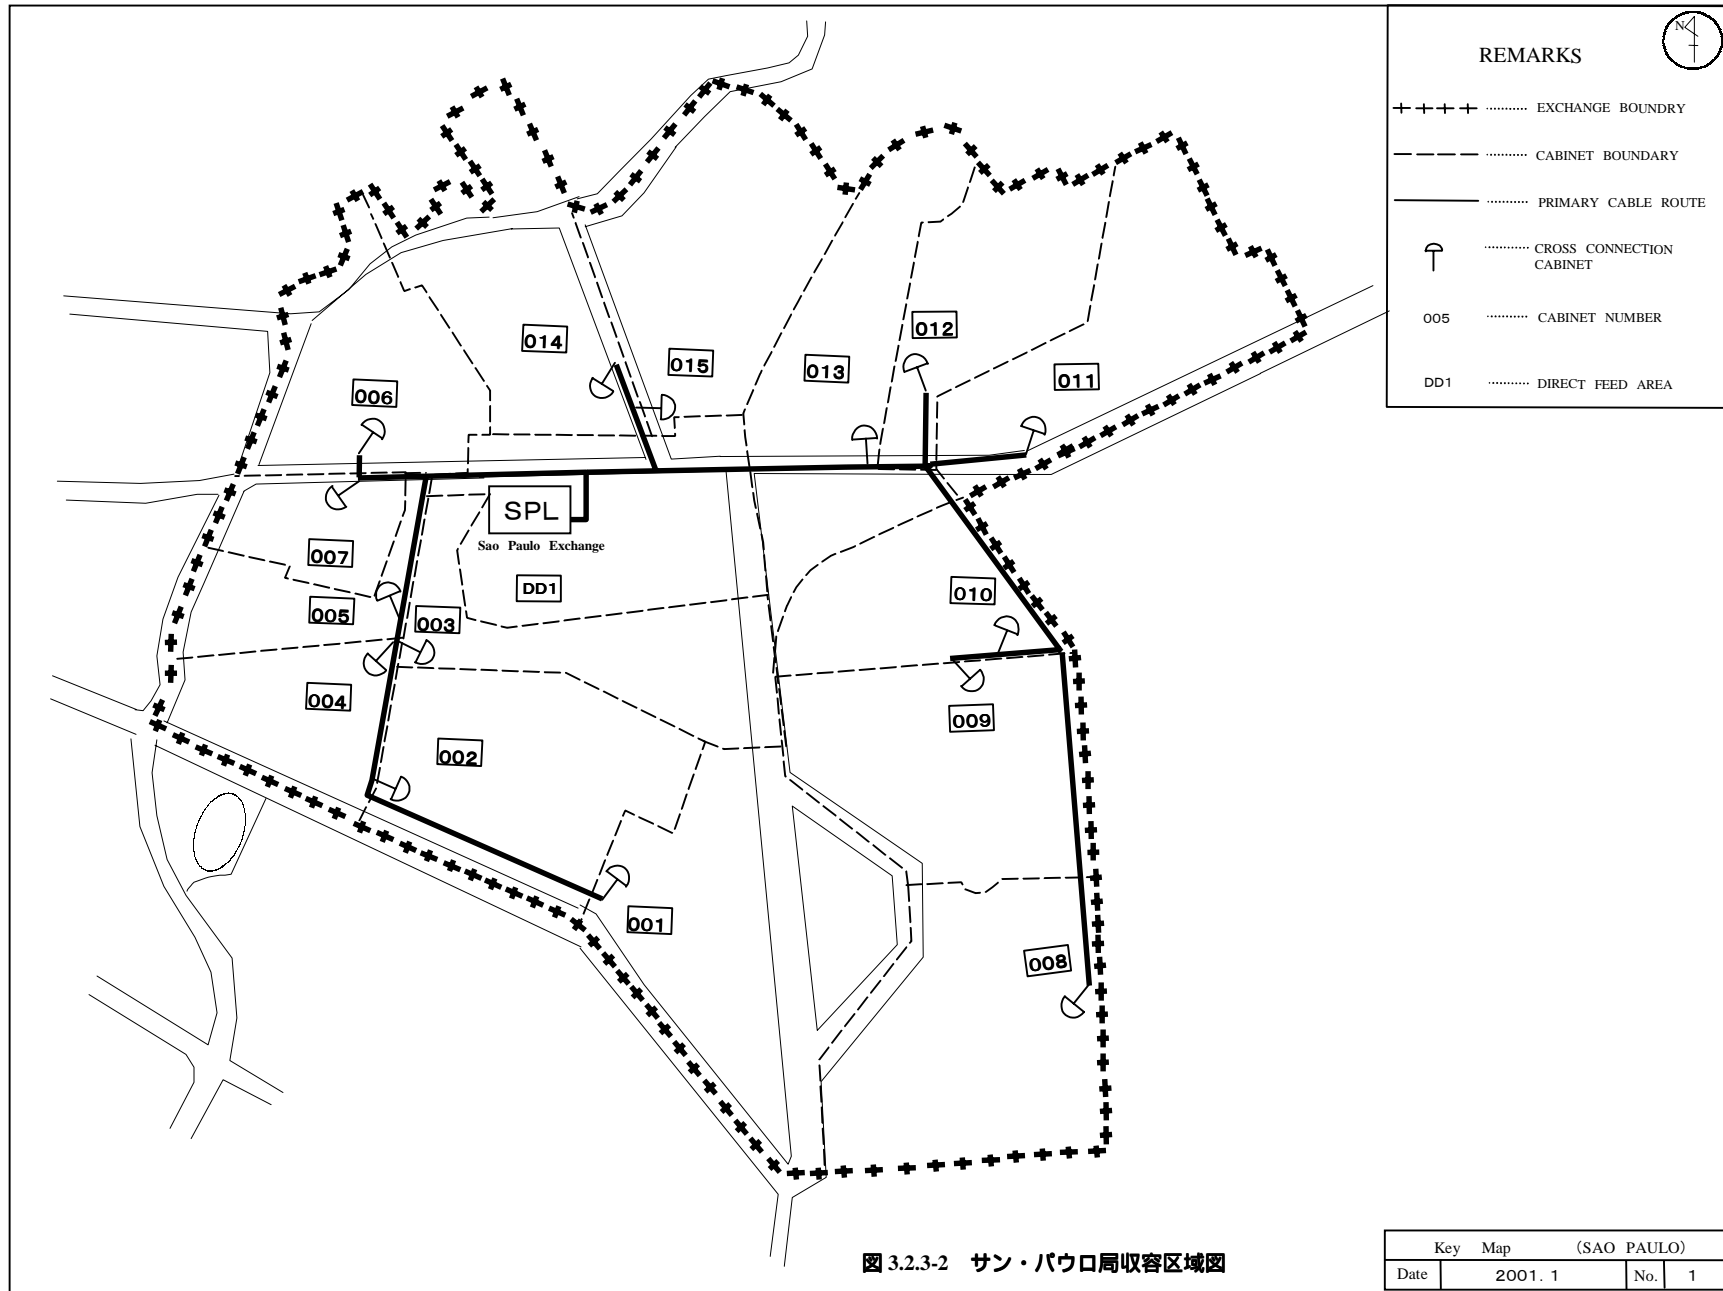 N
REMARKS
EXCHANGE BOUNDRY
CABINET BOUNDARY
PRIMARY CABLE ROUTE
CROSS CONNECTION
CABINET
005 CABINET NUMBER
DD1 DIRECT FEED AREA
012
014
015
013
011
006
SPL
Sao Paulo Exchange
007
DD1
010
005
003
004
009
002
001
008
図 3.2.3-2 サン・パウロ局収容区域図
Key Map (SAO PAULO)
Date 2001. 1 No. 1